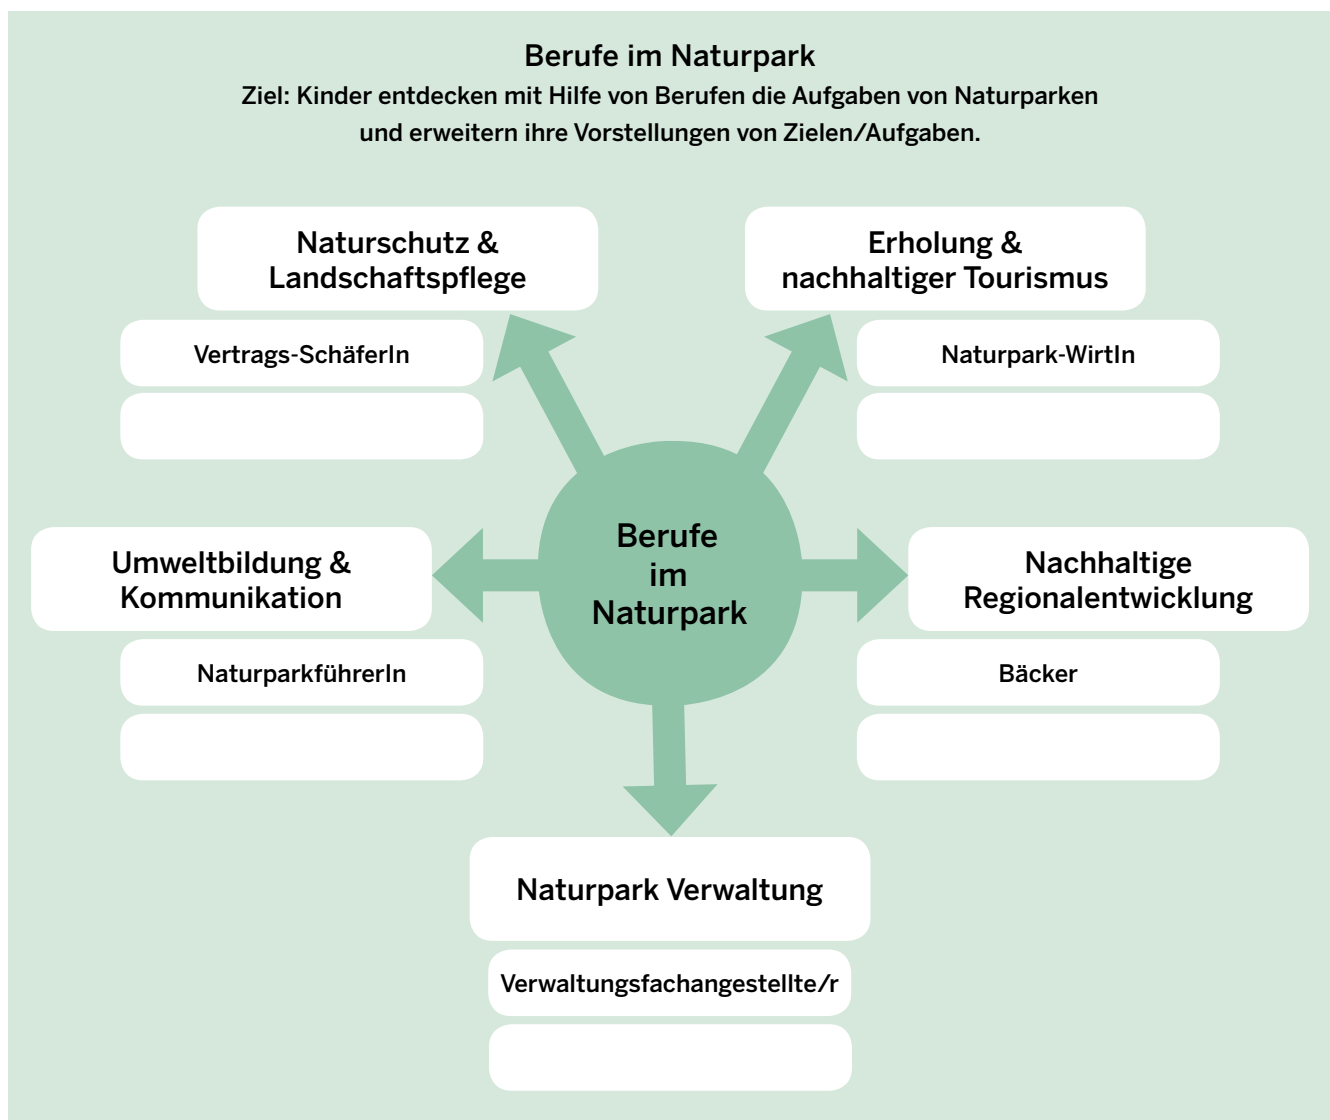 Berufe im Naturpark
Ziel: Kinder entdecken mit Hilfe von Berufen die Aufgaben von Naturparken
und erweitern ihre Vorstellungen von Zielen/Aufgaben.
Naturschutz &
Landschaftspflege
Vertrags-SchäferIn
Erholung &
nachhaltiger Tourismus
Naturpark-WirtIn
Berufe
im
Naturpark
Umweltbildung &
Kommunikation
NaturparkführerIn
Nachhaltige
Regionalentwicklung
Bäcker
Naturpark Verwaltung
Verwaltungsfachangestellte/r